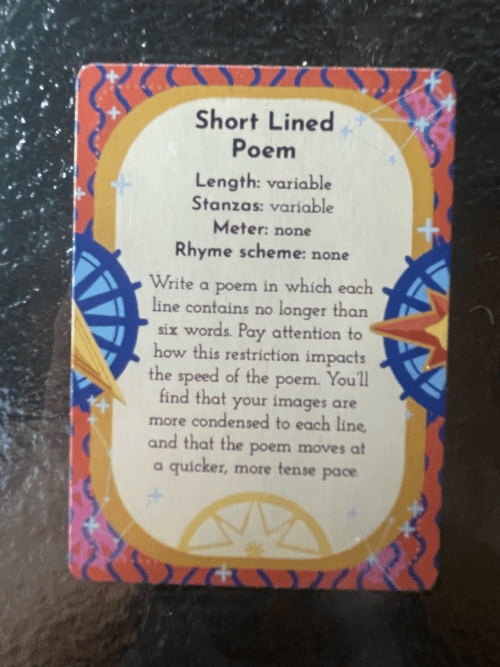 Short Lined
Poem
Length: variable
Stanzas: variable
Meter: none
Rhyme scheme: none
Write a poem in which each
line contains no longer than
six words. Pay attention to
how this restriction impacts
the speed of the poem. You'll
find that your images are
more condensed to each line,
and that the poem moves at
a quicker, more tense pace.